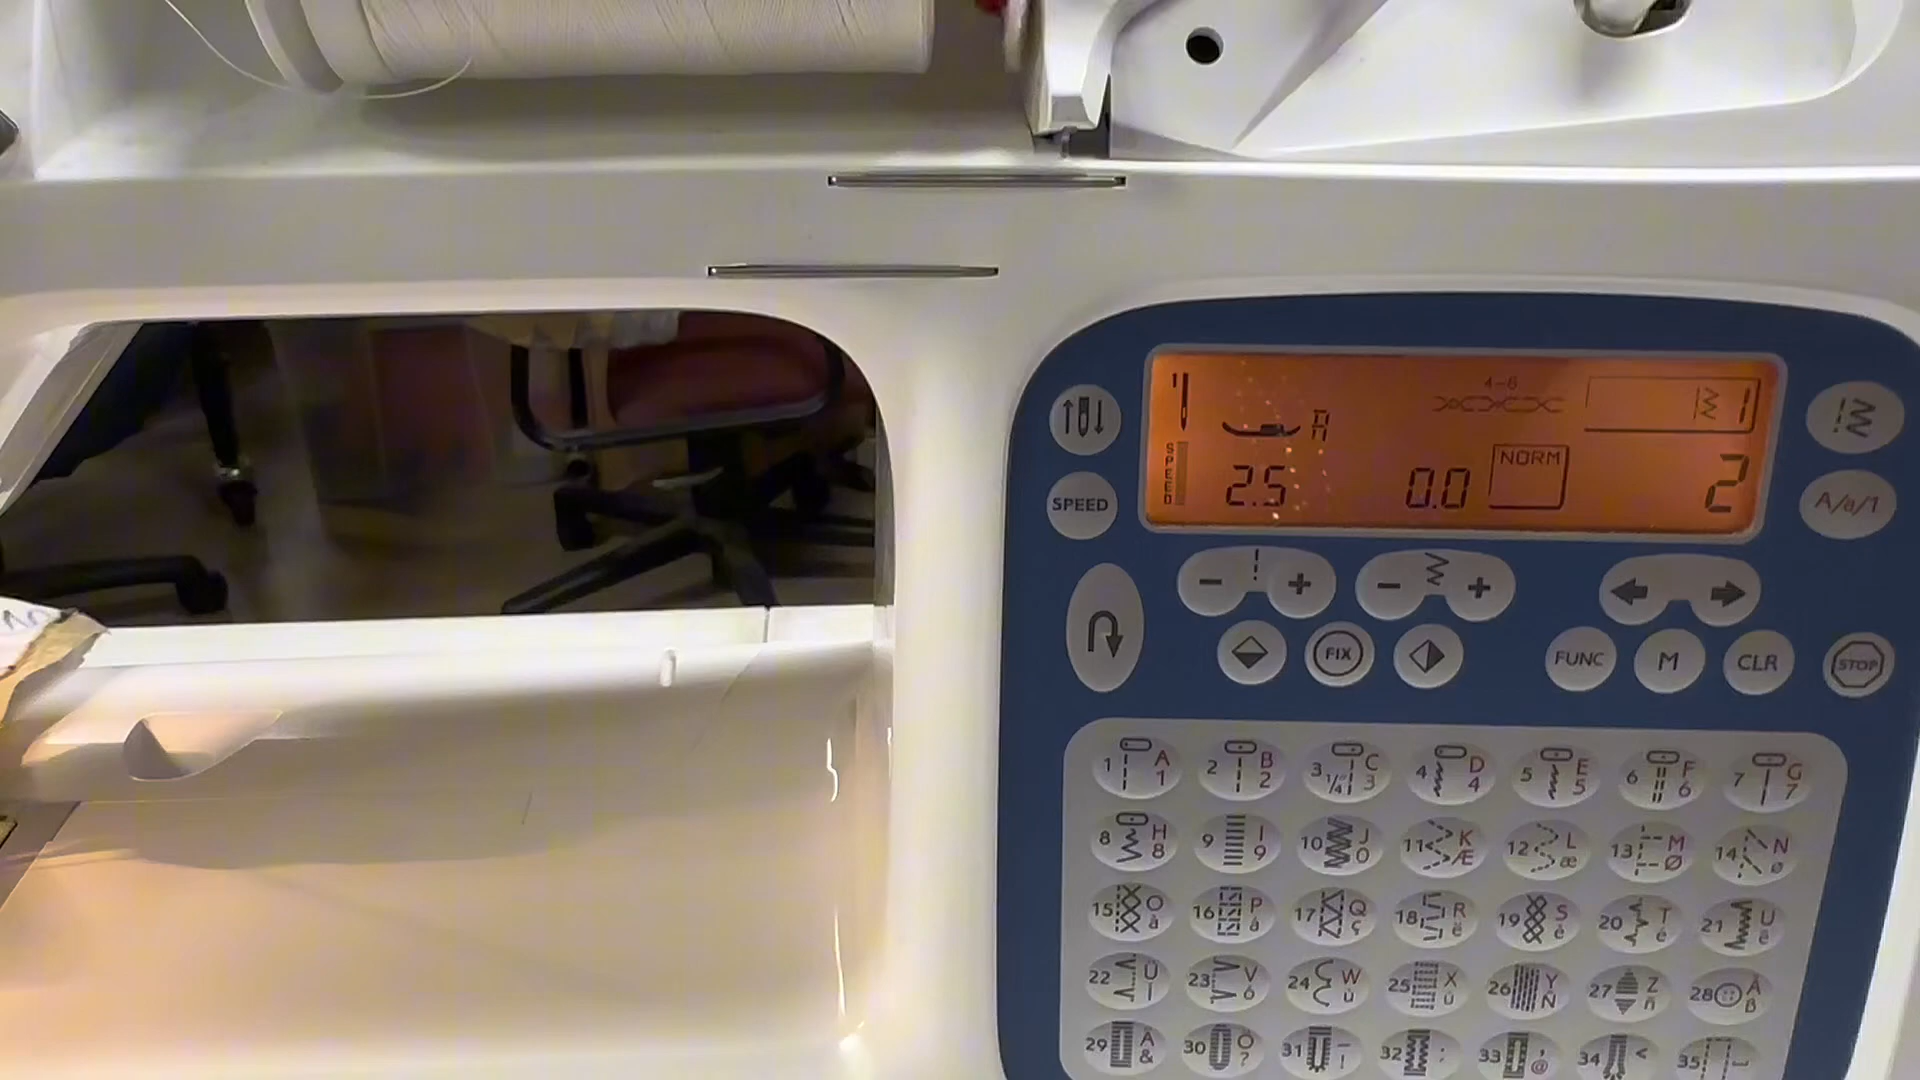 1
4-6
1
A
SPEED
2.5
0.0
NORM
2
SPEED
A/a/1
FIX
FUNC
M
CLR
STOP
1 A 1
2 B 2
3 1/4" C 3
4 D 4
5 E 5
6 F 6
7 G 7
8 H 8
9 I 9
10 J 0
11 K Æ
12 L æ
13 M Ø
14 N ø
15 O å
16 P à
17 Q ç
18 R
19 S
20 T
21 U
22 Ü
23 V ó
24 W ù
25 X ú
26 Y Ñ
27 Z ñ
28 Å ß
29 Ä &
30 Ö ?
31 - !
32
33 , @
34 <
35